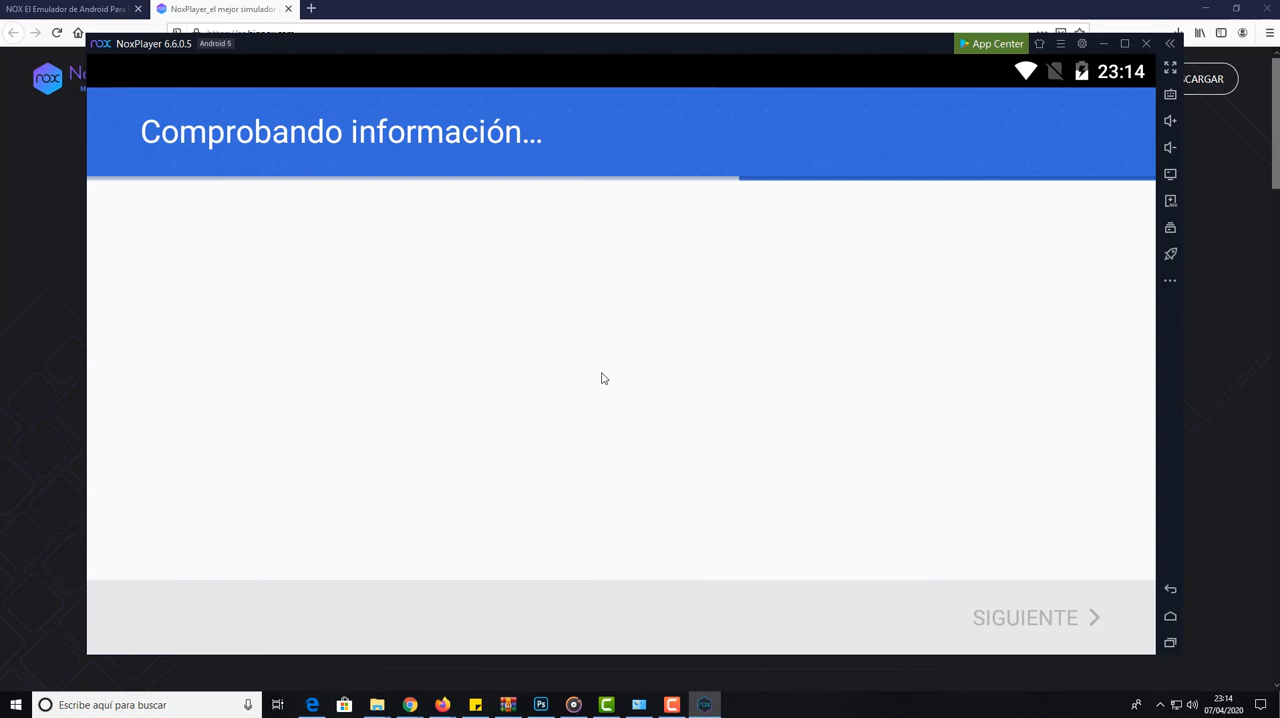 NOX El Emulador de Android Para
NoxPlayer_el mejor simulador
NoxPlayer 6.6.0.5 Android 5
App Center
23:14
CARGAR
Comprobando información...
SIGUIENTE
Escribe aquí para buscar
23:14
07/04/2020